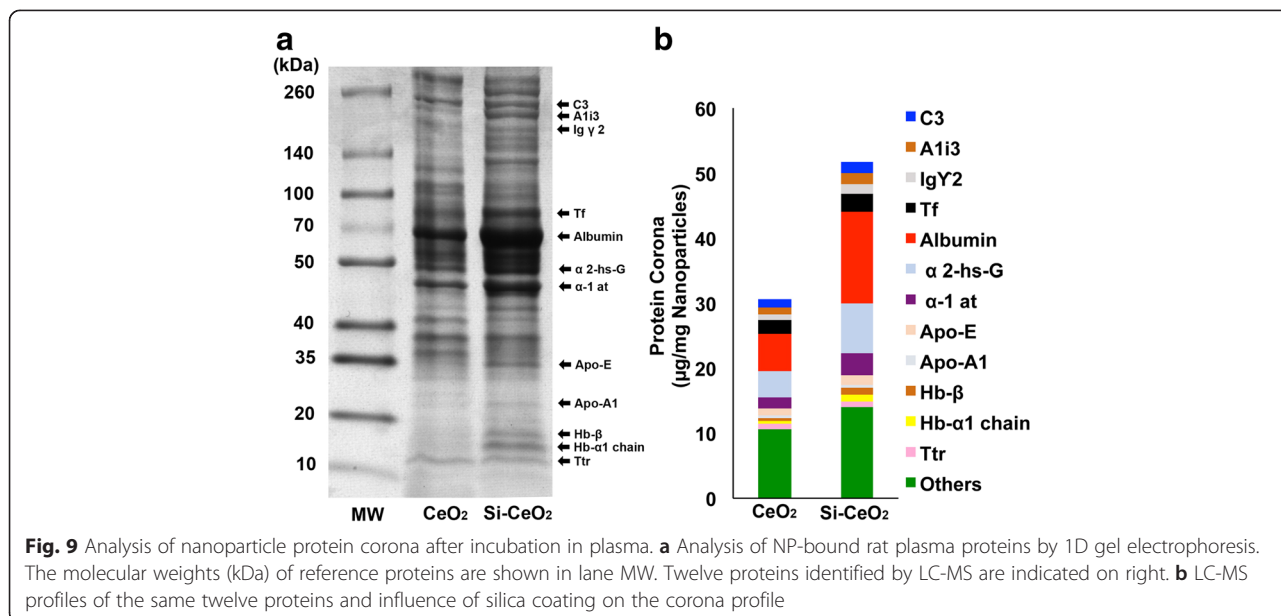 a
(kDa)
260
140
100
70
50
40
35
20
10
C3
A1i3
Ig γ 2
Tf
Albumin
α 2-hs-G
α-1 at
Apo-E
Apo-A1
Hb-β
Hb-α1 chain
Ttr
MW CeO₂ Si-CeO₂
b
Protein Corona
(µg/mg Nanoparticles)
60
50
40
30
20
10
0
CeO₂ Si-CeO₂
C3
A1i3
IgƳ2
Tf
Albumin
α 2-hs-G
α-1 at
Apo-E
Apo-A1
Hb-β
Hb-α1 chain
Ttr
Others
Fig. 9 Analysis of nanoparticle protein corona after incubation in plasma. a Analysis of NP-bound rat plasma proteins by 1D gel electrophoresis.
The molecular weights (kDa) of reference proteins are shown in lane MW. Twelve proteins identified by LC-MS are indicated on right. b LC-MS
profiles of the same twelve proteins and influence of silica coating on the corona profile